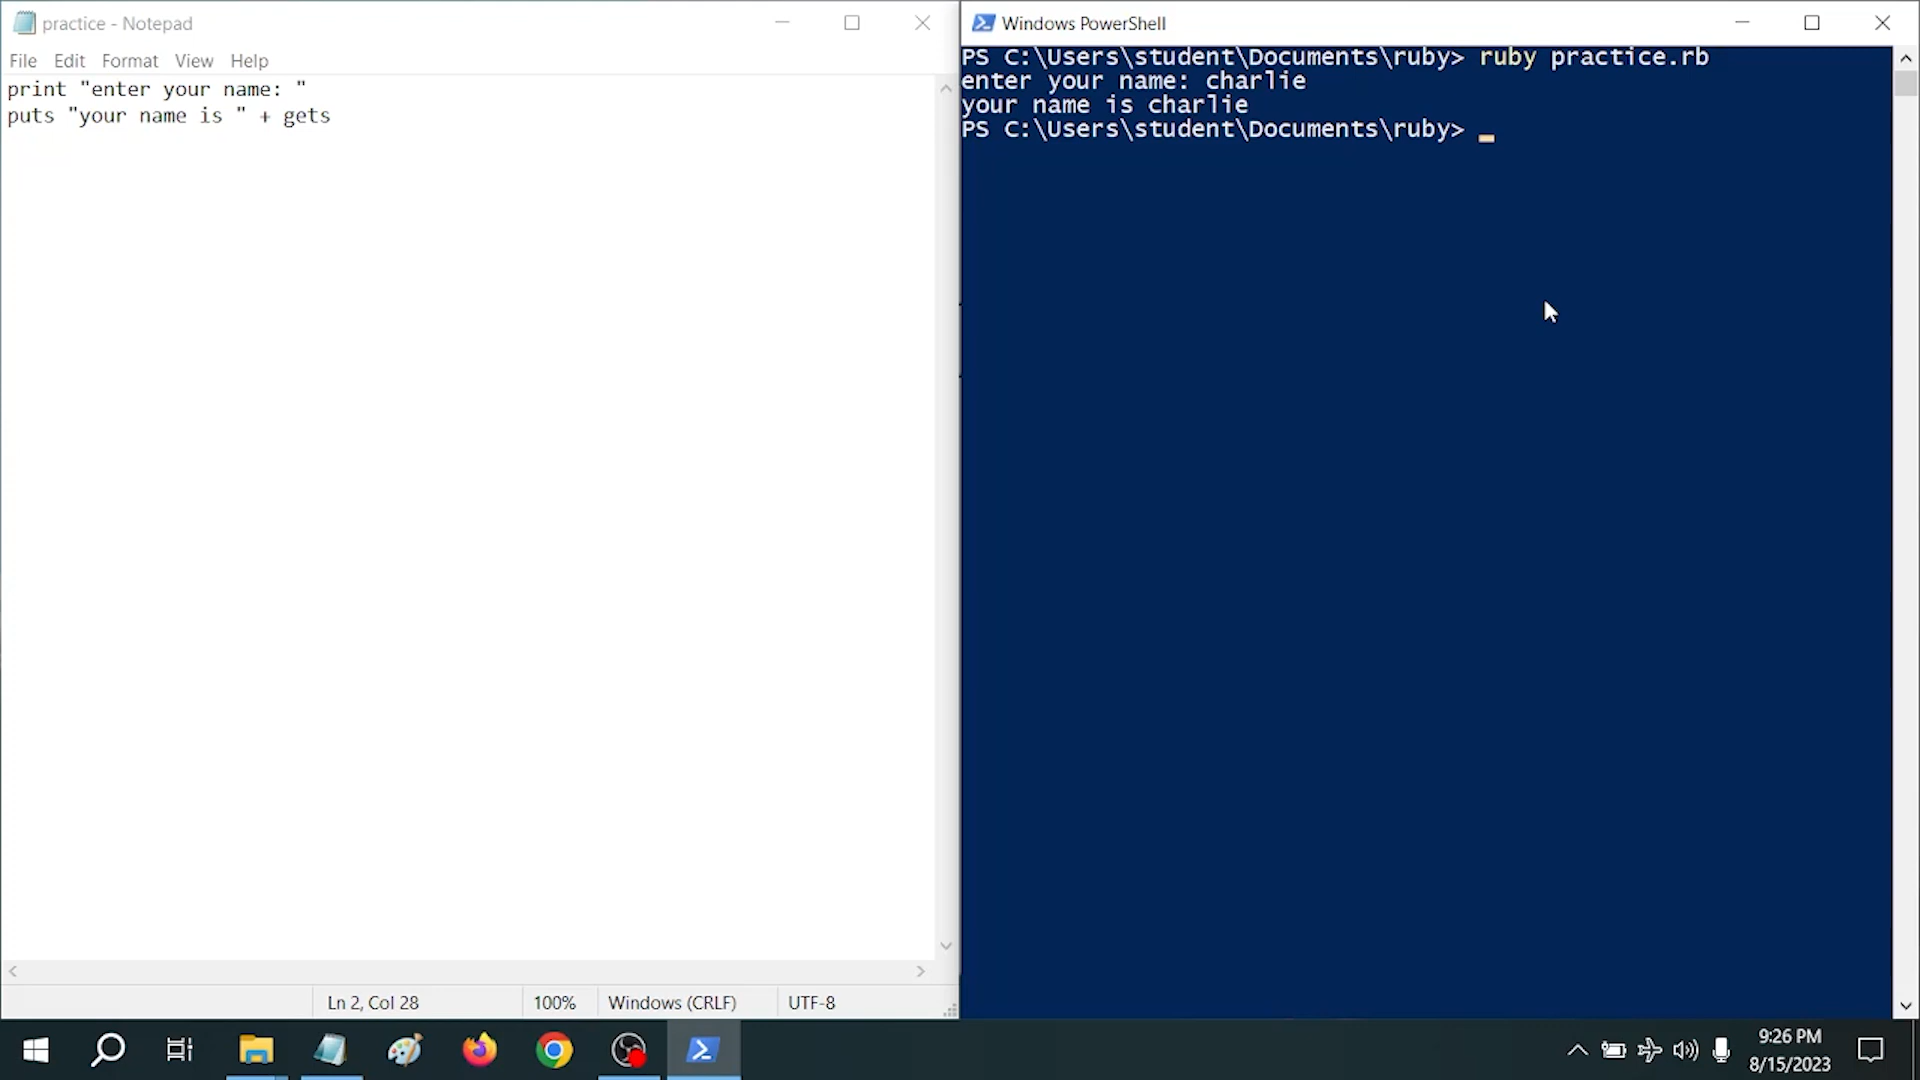 practice - Notepad
File Edit Format View Help
print "enter your name: "
puts "your name is " + gets
Ln 2, Col 28 100% Windows (CRLF) UTF-8
Windows PowerShell
PS C:\Users\student\Documents\ruby> ruby practice.rb
enter your name: charlie
your name is charlie
PS C:\Users\student\Documents\ruby>
9:26 PM
8/15/2023